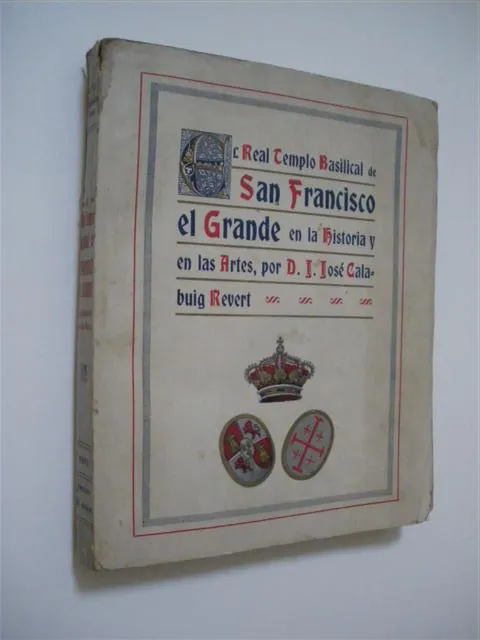 El Real Templo Basilical de
San Francisco
el Grande en la Historia y
en las Artes, por D. J. José Cala-
buig Revert